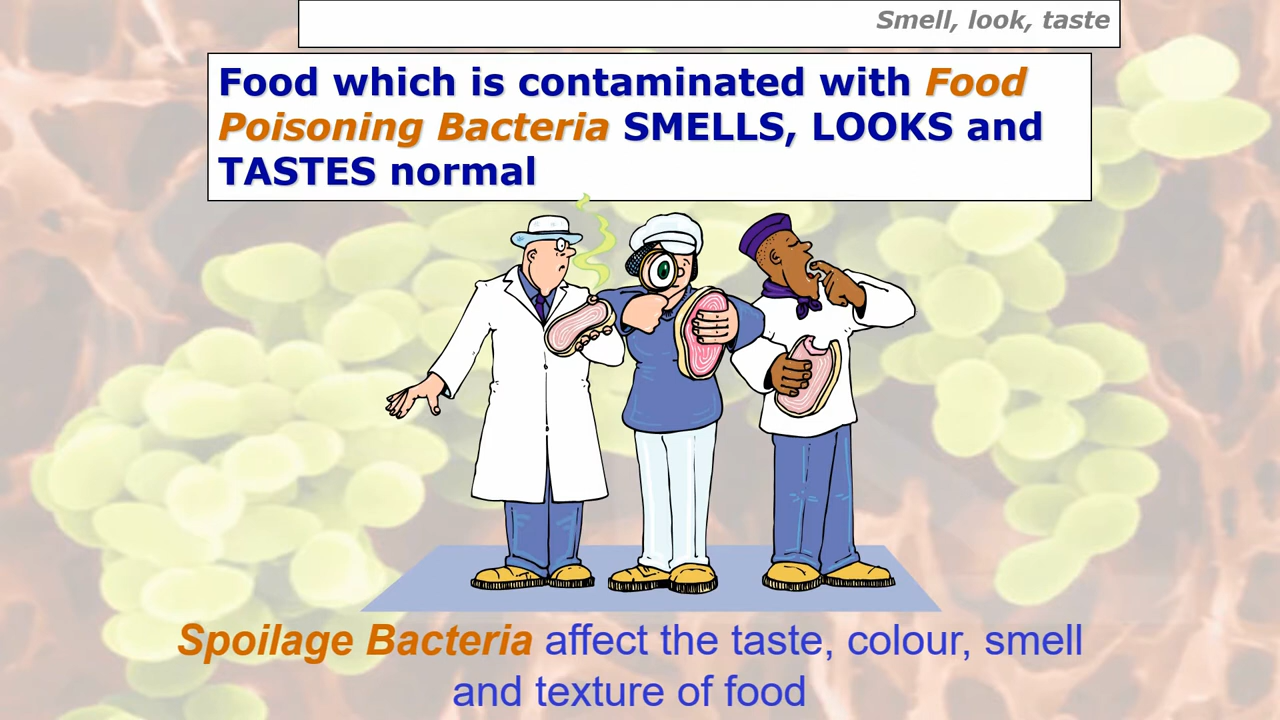 Smell, look, taste
Food which is contaminated with Food
Poisoning Bacteria SMELLS, LOOKS and
TASTES normal
Spoilage Bacteria affect the taste, colour, smell
and texture of food